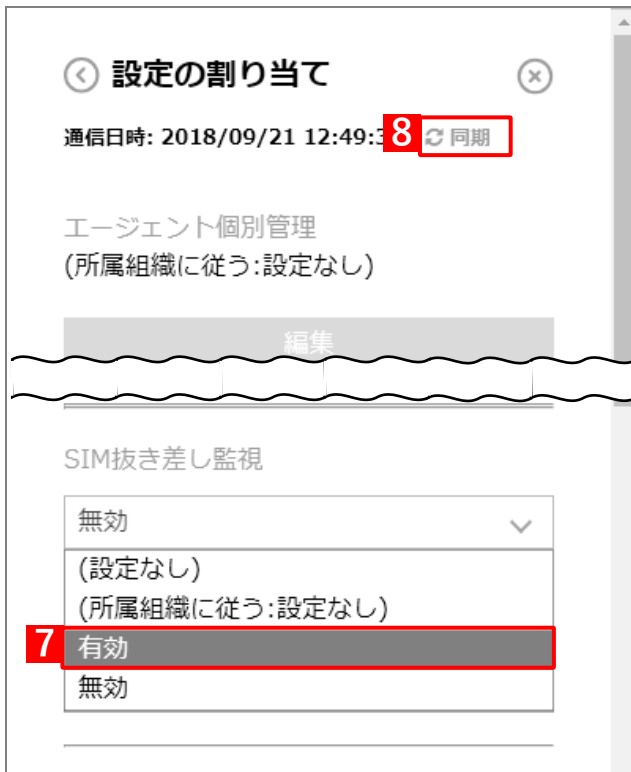 設定の割り当て
通信日時: 2018/09/21 12:49:3 8 同期
エージェント個別管理
(所属組織に従う:設定なし)
編集
SIM抜き差し監視
無効
(設定なし)
(所属組織に従う:設定なし)
7 有効
無効